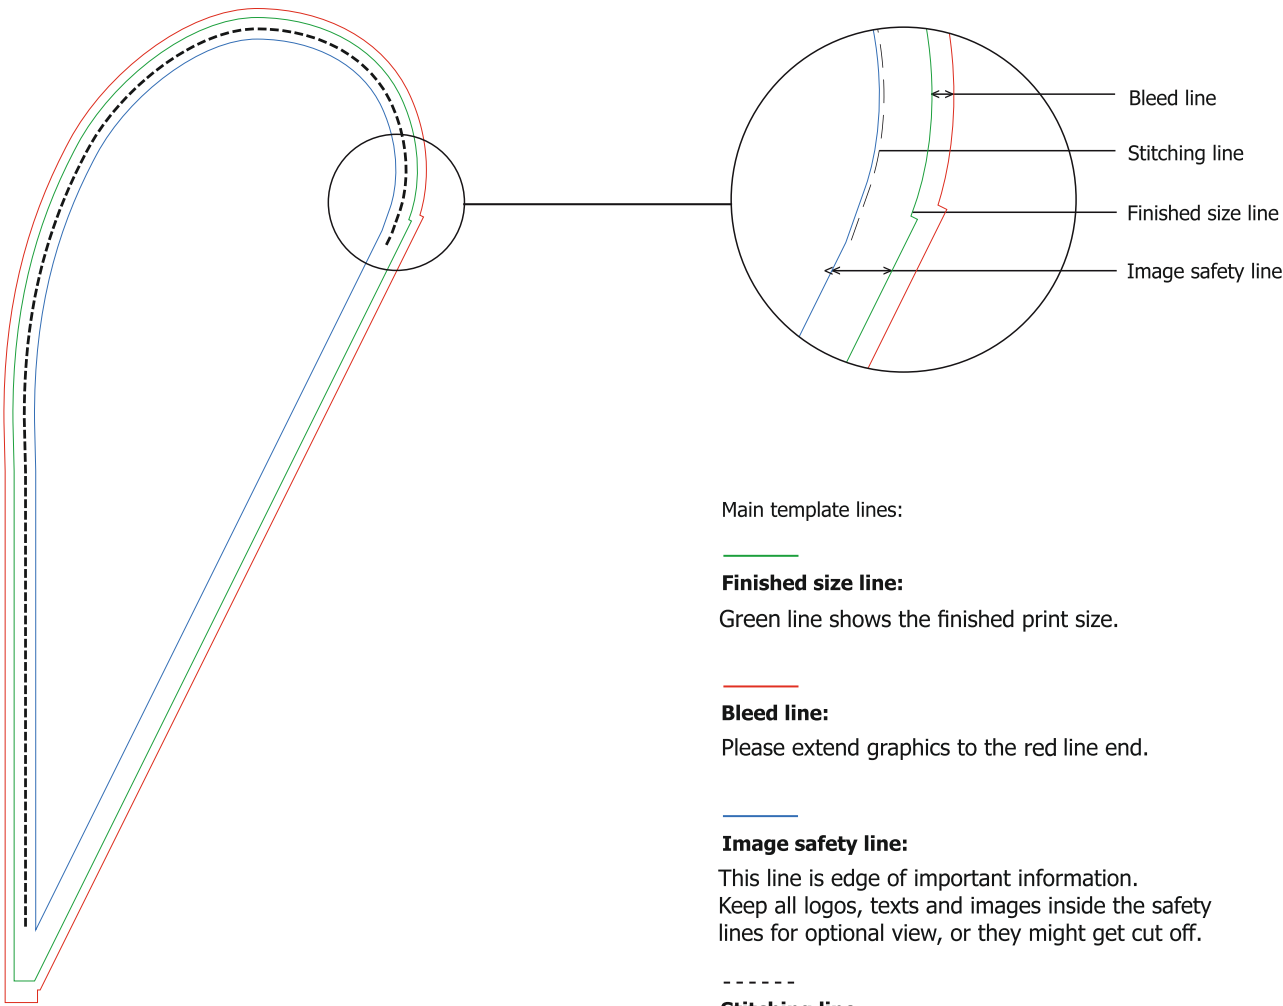 Bleed line
Stitching line
Finished size line
Image safety line
Main template lines:
Finished size line:
Green line shows the finished print size.
Bleed line:
Please extend graphics to the red line end.
Image safety line:
This line is edge of important information.
Keep all logos, texts and images inside the safety
lines for optional view, or they might get cut off.
Stitching line